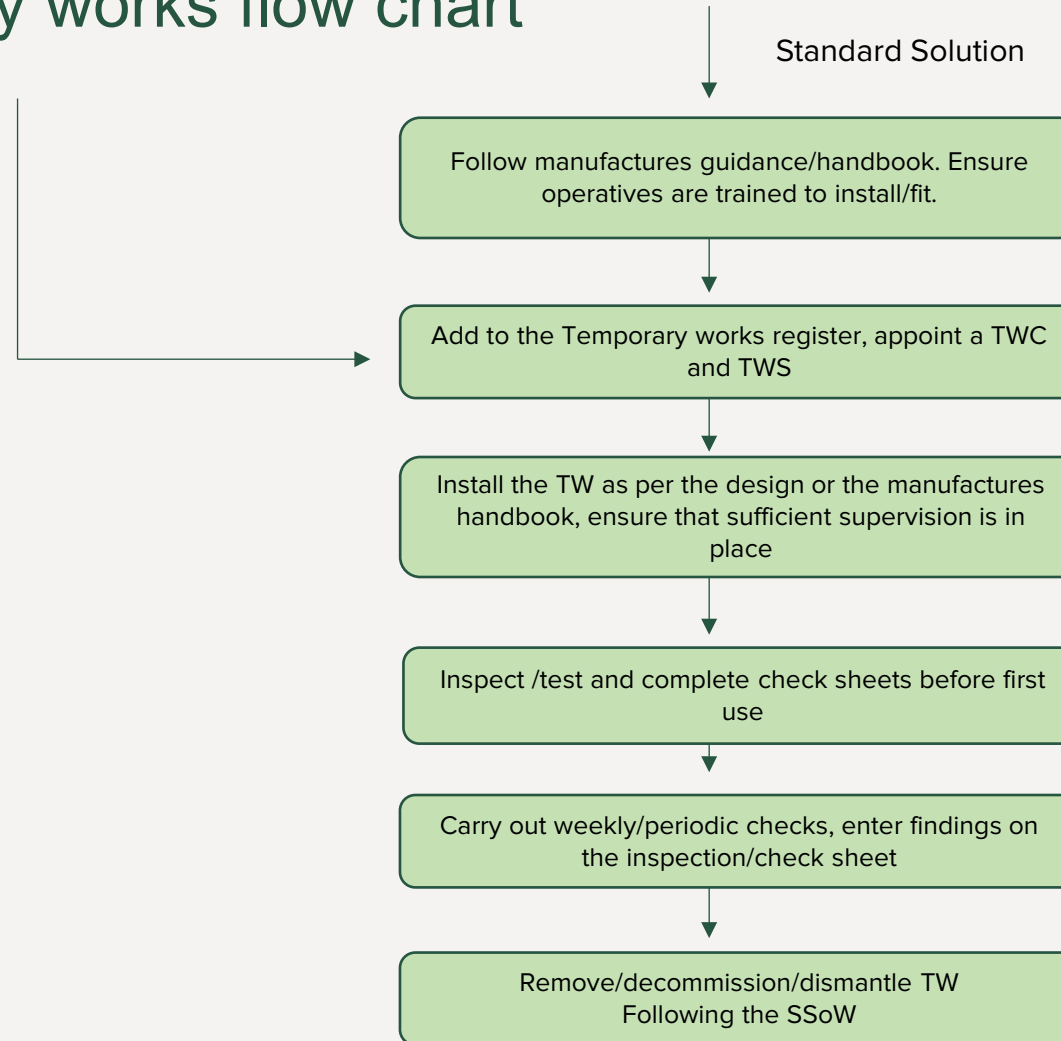 y works flow chart
Standard Solution
Follow manufactures guidance/handbook. Ensure
operatives are trained to install/fit.
Add to the Temporary works register, appoint a TWC
and TWS
Install the TW as per the design or the manufactures
handbook, ensure that sufficient supervision is in
place
Inspect /test and complete check sheets before first
use
Carry out weekly/periodic checks, enter findings on
the inspection/check sheet
Remove/decommission/dismantle TW
Following the SSoW